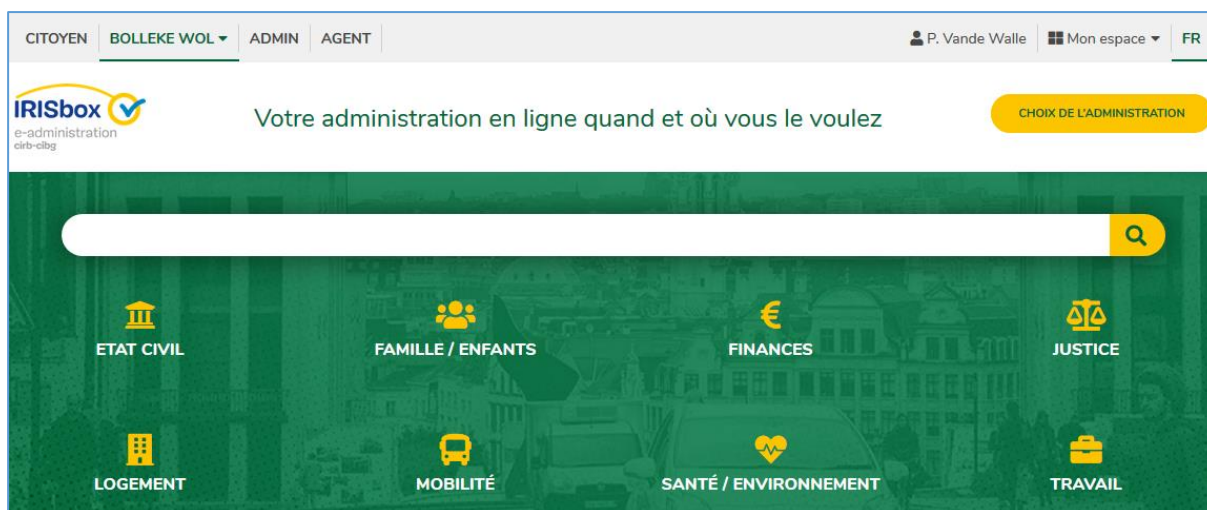 CITOYEN BOLLEKE WOL ADMIN AGENT P. Vande Walle Mon espace FR
IRISbox
e-administration
cirb-cibg
Votre administration en ligne quand et où vous le voulez
CHOIX DE L'ADMINISTRATION
ETAT CIVIL FAMILLE / ENFANTS FINANCES JUSTICE
LOGEMENT MOBILITÉ SANTÉ / ENVIRONNEMENT TRAVAIL